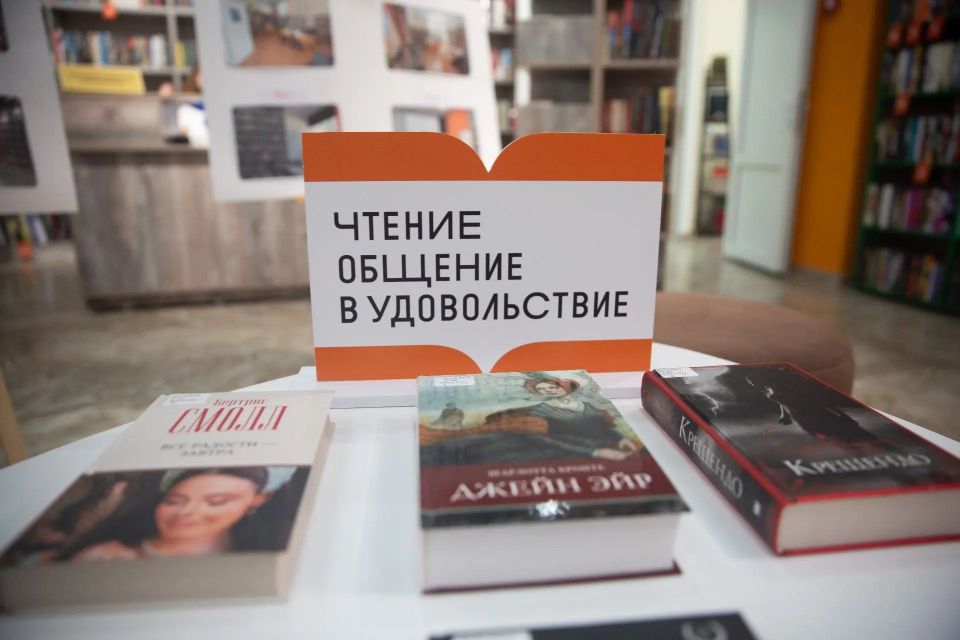 ЧТЕНИЕ
ОБЩЕНИЕ
В УДОВОЛЬСТВИЕ
Бертрис
СМОЛЛ
ВСЕ РАДОСТИ —
ЗАВТРА
ШАРЛОТТА БРОНТЕ
ДЖЕЙН ЭЙР
КРЕЩЕНДО
КРЕЩЕНДО